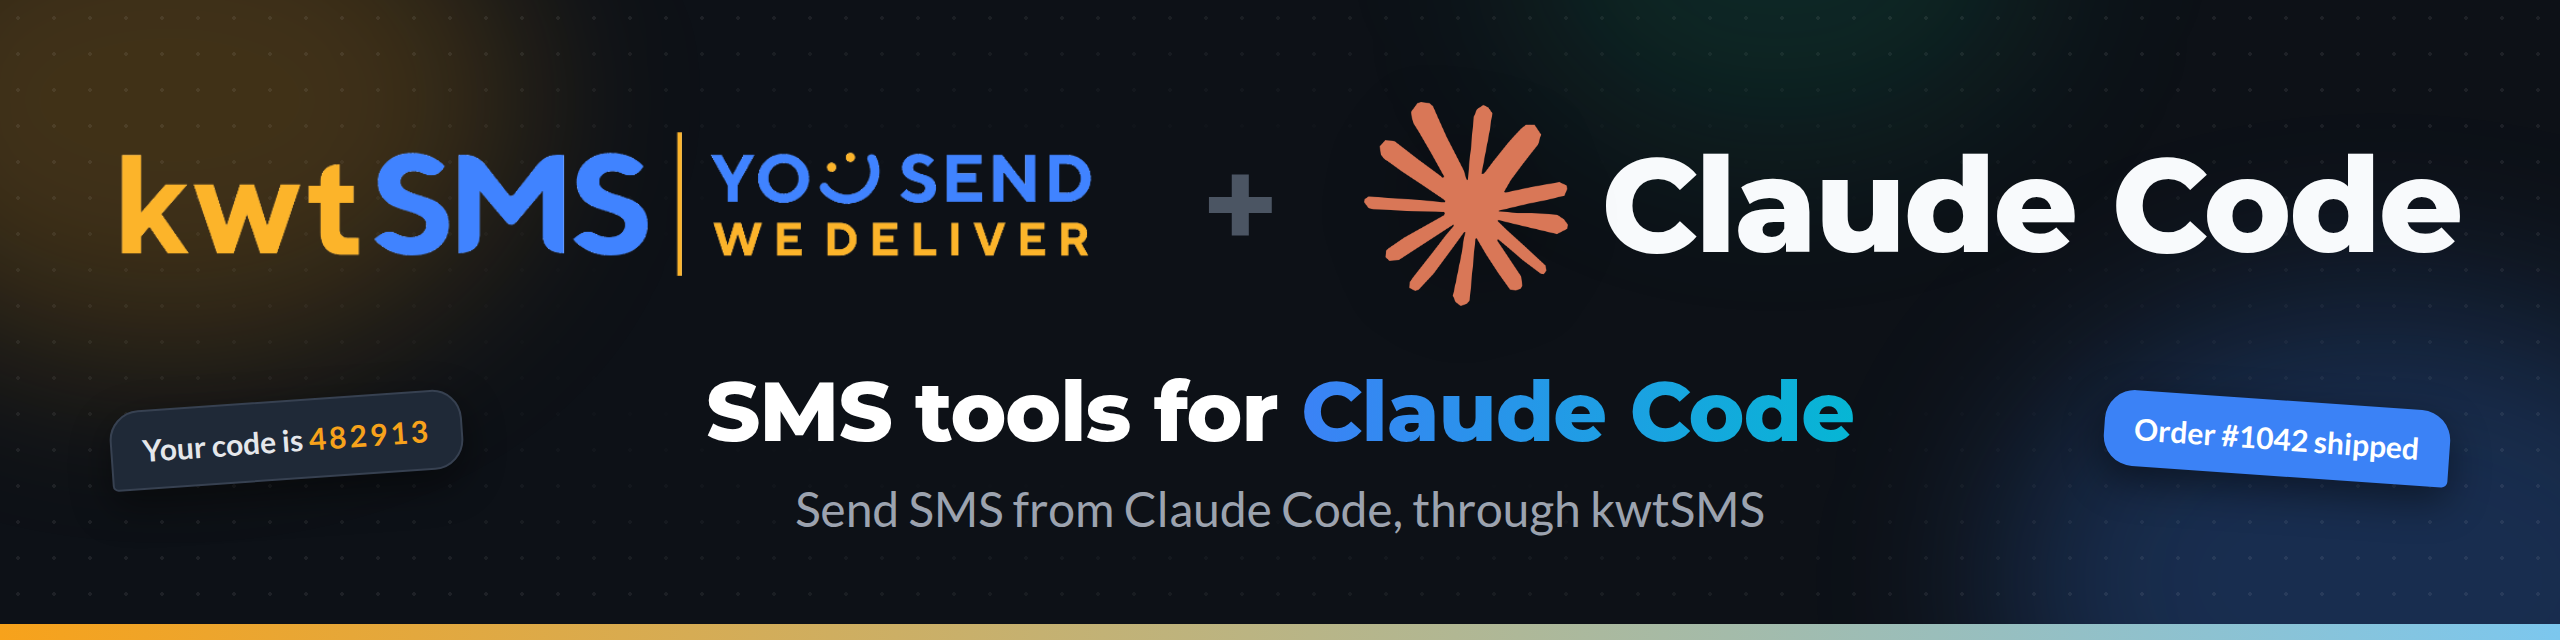 kwtSMS
YOU SEND
WE DELIVER
+
Claude Code
SMS tools for Claude Code
Send SMS from Claude Code, through kwtSMS
Your code is 482913
Order #1042 shipped